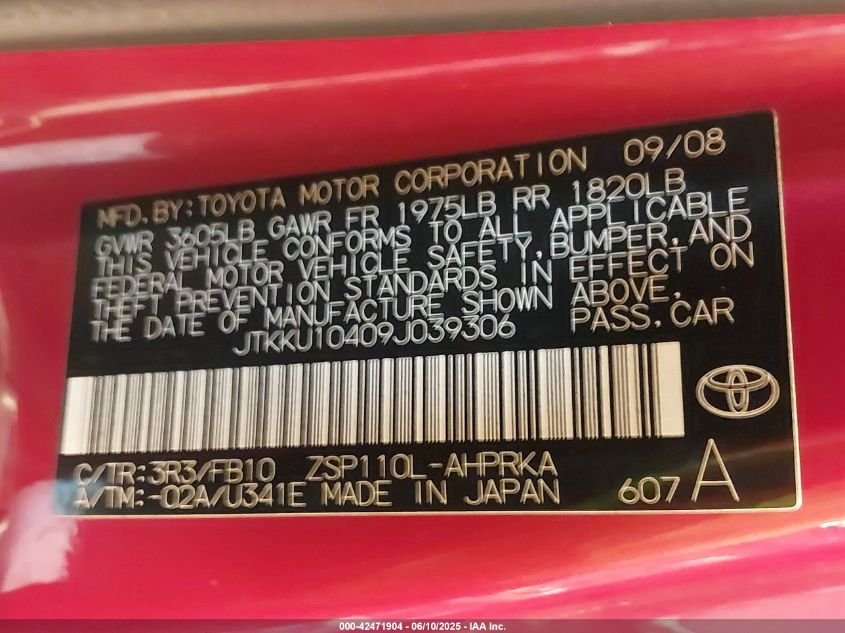 MFD. BY: TOYOTA MOTOR CORPORATION 09/08
GVWR 3605LB GAWR FR 1975LB RR 1820LB
THIS VEHICLE CONFORMS TO ALL APPLICABLE
FEDERAL MOTOR VEHICLE SAFETY, BUMPER, AND
THEFT PREVENTION STANDARDS IN EFFECT ON
THE DATE OF MANUFACTURE SHOWN ABOVE.
JTKKU10409J039306 PASS. CAR
C/TR: 3R3/FB10 ZSP110L-AHPRKA
A/TM: -02A/U341E MADE IN JAPAN 607 A
000-42471904 - 06/10/2025 - IAA Inc.